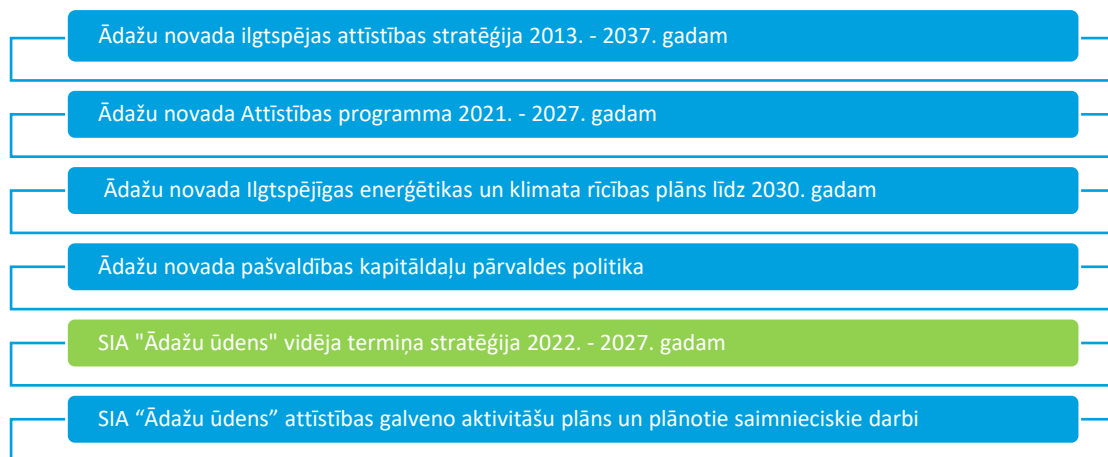 Ādažu novada ilgtspējas attīstības stratēģija 2013. - 2037. gadam
Ādažu novada Attīstības programma 2021. - 2027. gadam
Ādažu novada Ilgtspējīgas enerģētikas un klimata rīcības plāns līdz 2030. gadam
Ādažu novada pašvaldības kapitāldaļu pārvaldes politika
SIA "Ādažu ūdens" vidēja termiņa stratēģija 2022. - 2027. gadam
SIA “Ādažu ūdens” attīstības galveno aktivitāšu plāns un plānotie saimnieciskie darbi